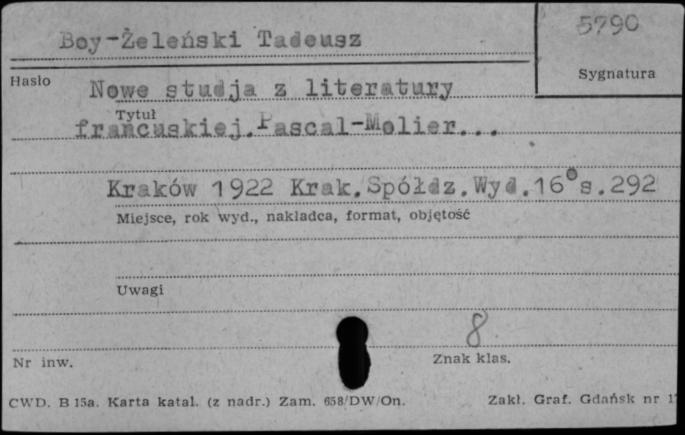 Boy-Żeleński Tadeusz
5790
Hasło
Sygnatura
Nowe studja z literatury
Tytuł
francuskiej.Pascal-Molier...
Kraków 1922 Krak.Spółdz.Wyd.16°s.292
Miejsce, rok wyd., nakładca, format, objętość
Uwagi
8
Nr inw.
Znak klas.
CWD. B 15a. Karta katal. (z nadr.) Zam. 658/DW/On.
Zakł. Graf. Gdańsk nr